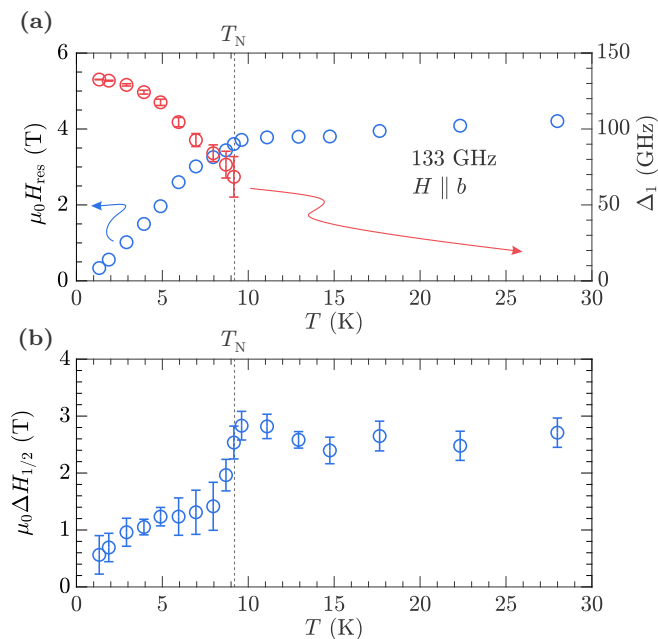 (a)
T_N
6
4
2
0
μ₀H_res (T)
150
100
50
0
Δ₁ (GHz)
133 GHz
H ∥ b
0 5 10 15 20 25 30
T (K)
(b)
T_N
4
3
2
1
0
μ₀ΔH₁/₂ (T)
0 5 10 15 20 25 30
T (K)